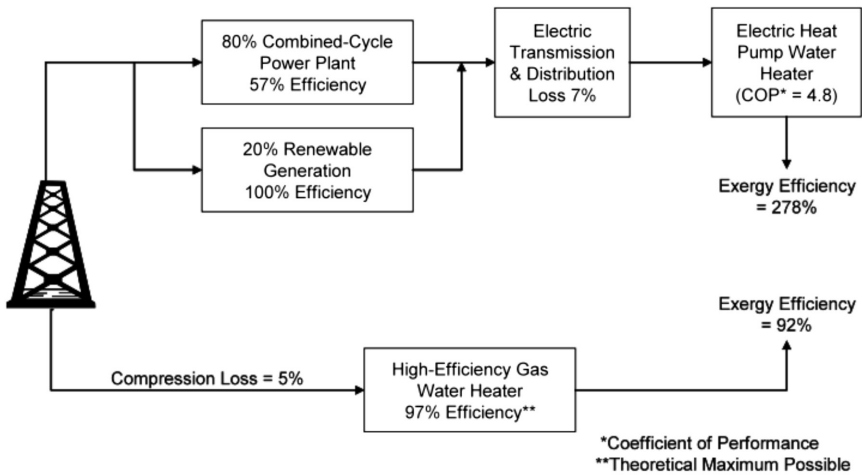 80% Combined-Cycle
Power Plant
57% Efficiency
Electric
Transmission
& Distribution
Loss 7%
Electric Heat
Pump Water
Heater
(COP* = 4.8)
20% Renewable
Generation
100% Efficiency
Exergy Efficiency
= 278%
Exergy Efficiency
= 92%
Compression Loss = 5%
High-Efficiency Gas
Water Heater
97% Efficiency**
*Coefficient of Performance
**Theoretical Maximum Possible